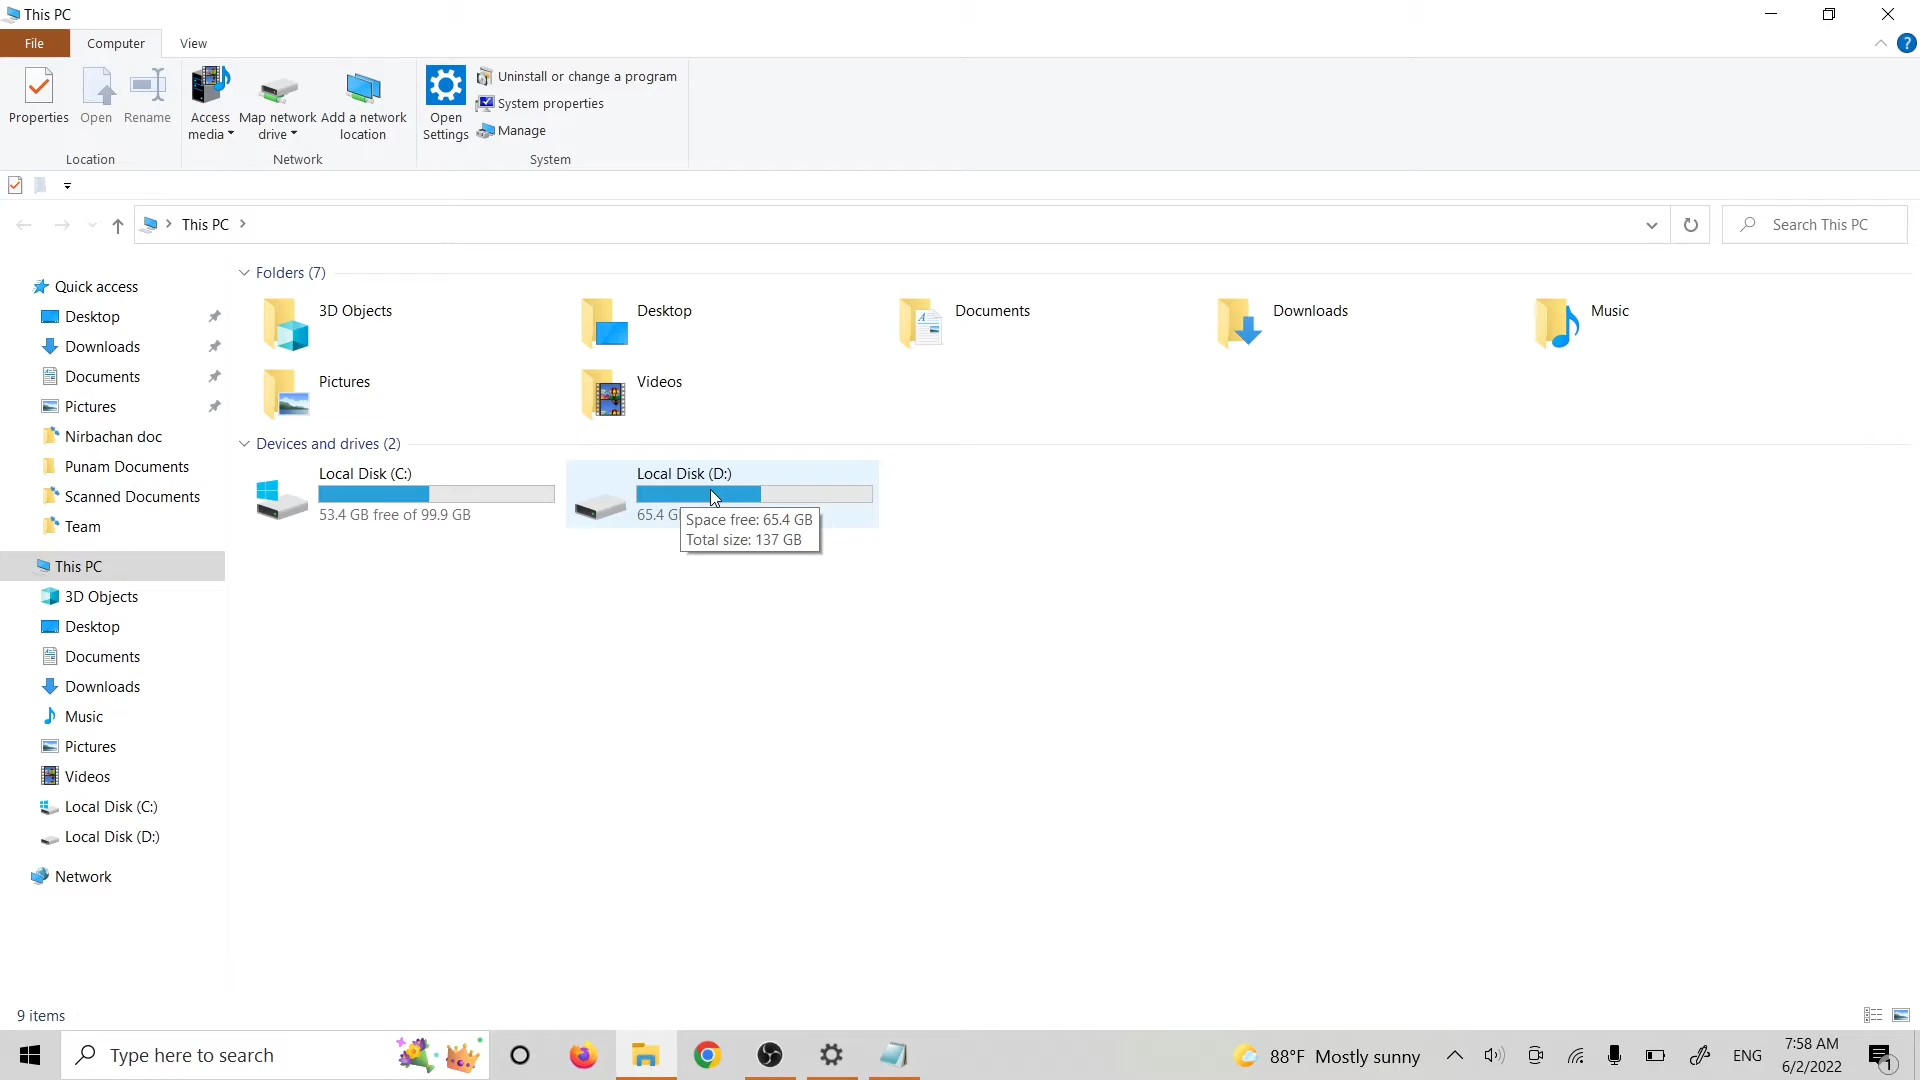 This PC
File
Computer
View
Properties
Open
Rename
Location
Access
media
Map network
drive
Add a network
location
Network
Open
Settings
Uninstall or change a program
System properties
Manage
System
This PC
Search This PC
Quick access
Desktop
Downloads
Documents
Pictures
Nirbachan doc
Punam Documents
Scanned Documents
Team
This PC
3D Objects
Desktop
Documents
Downloads
Music
Pictures
Videos
Local Disk (C:)
Local Disk (D:)
Network
Folders (7)
3D Objects
Desktop
Documents
Downloads
Music
Pictures
Videos
Devices and drives (2)
Local Disk (C:)
53.4 GB free of 99.9 GB
Local Disk (D:)
65.4 G
Space free: 65.4 GB
Total size: 137 GB
9 items
Type here to search
88°F Mostly sunny
ENG
7:58 AM
6/2/2022
1